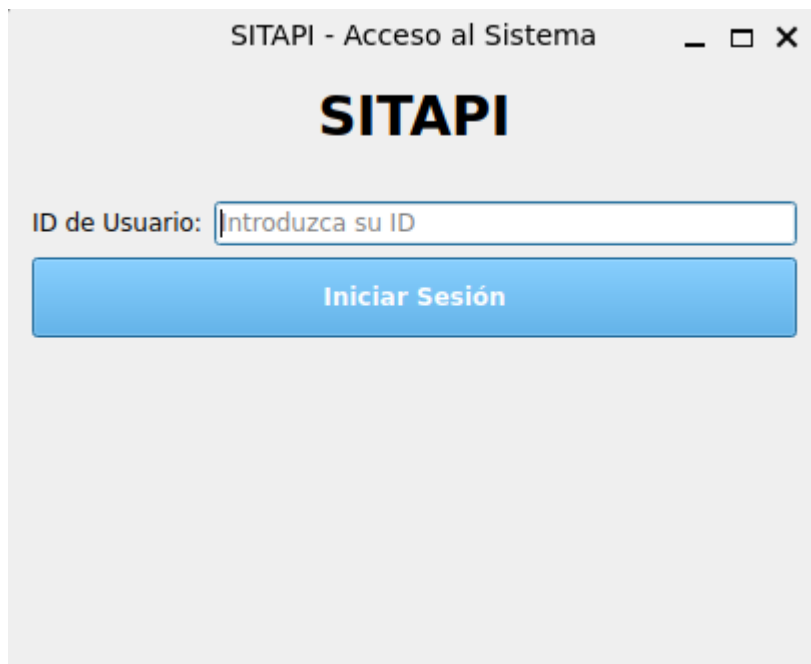 SITAPI - Acceso al Sistema
SITAPI
ID de Usuario: Introduzca su ID
Iniciar Sesión